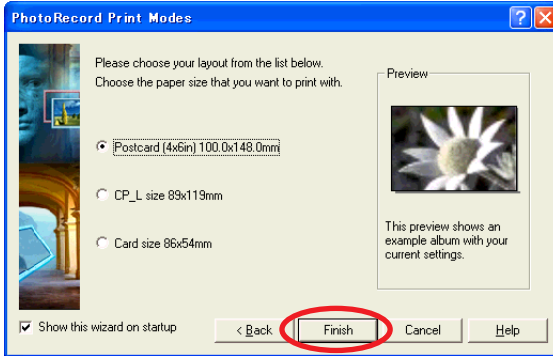 PhotoRecord Print Modes
Please choose your layout from the list below.
Choose the paper size that you want to print with.
Postcard (4x6in) 100.0x148.0mm
CP_L size 89x119mm
Card size 86x54mm
Preview
This preview shows an
example album with your
current settings.
Show this wizard on startup
< Back
Finish
Cancel
Help